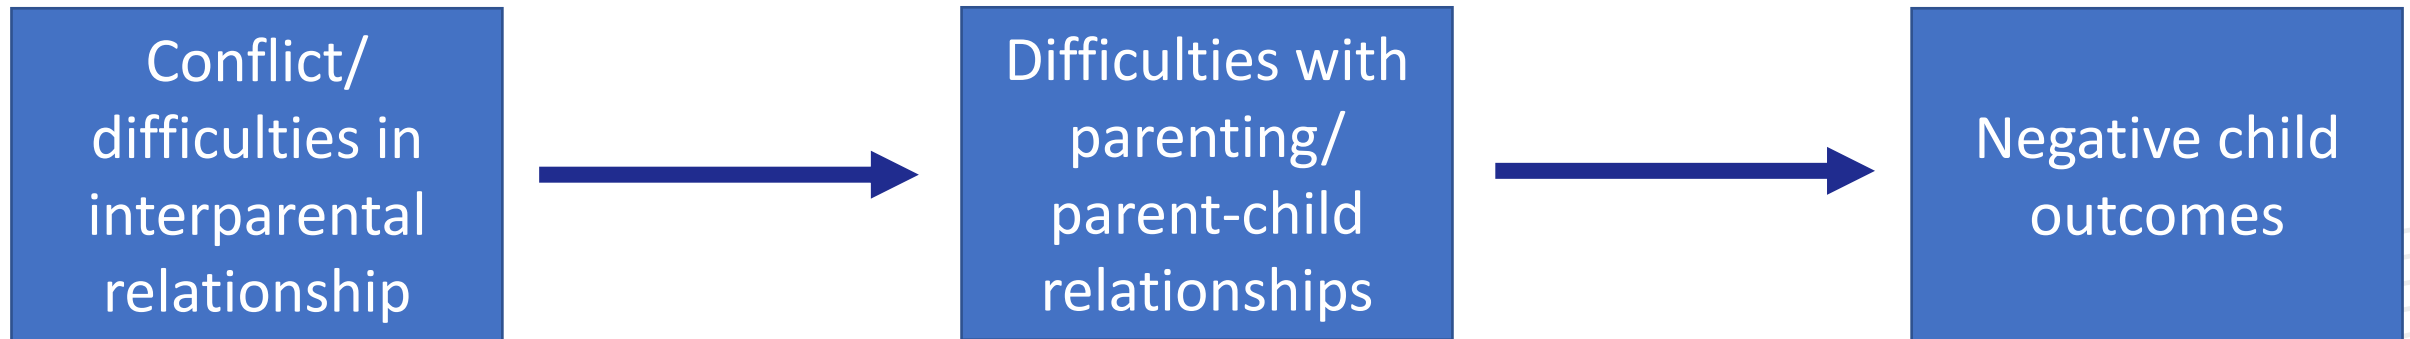 Conflict/
difficulties in
interparental
relationship
Difficulties with
parenting/
parent-child
relationships
Negative child
outcomes